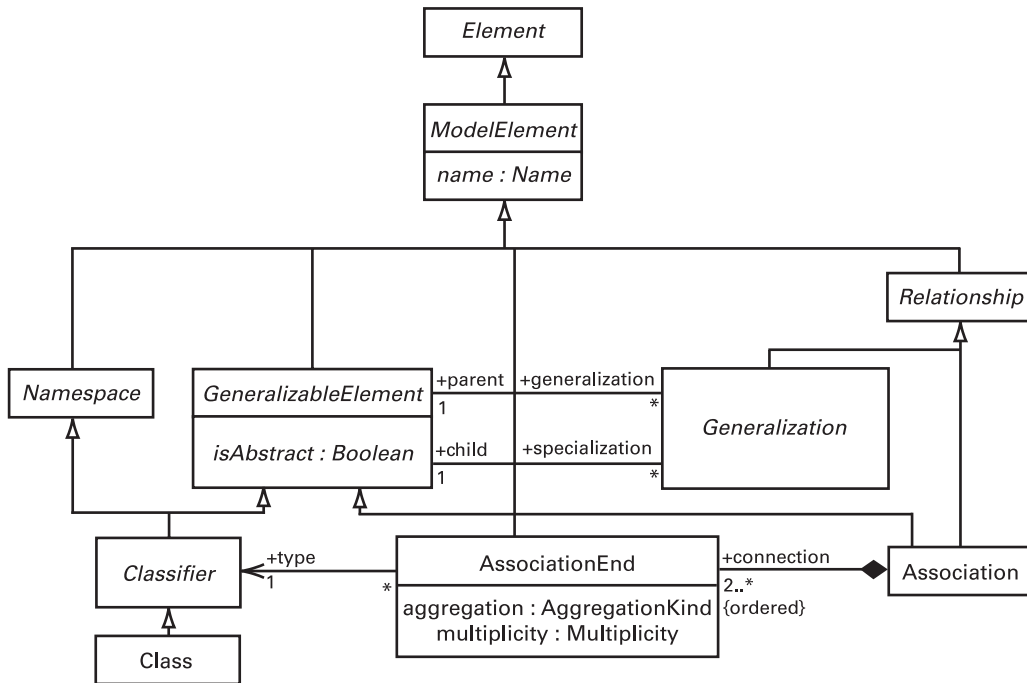 Element
ModelElement
name : Name
Relationship
Namespace
GeneralizableElement
isAbstract : Boolean
+parent
+generalization
1
*
+child
+specialization
1
*
Generalization
Classifier
+type
1
*
AssociationEnd
aggregation : AggregationKind
multiplicity : Multiplicity
+connection
2..*
{ordered}
Association
Class